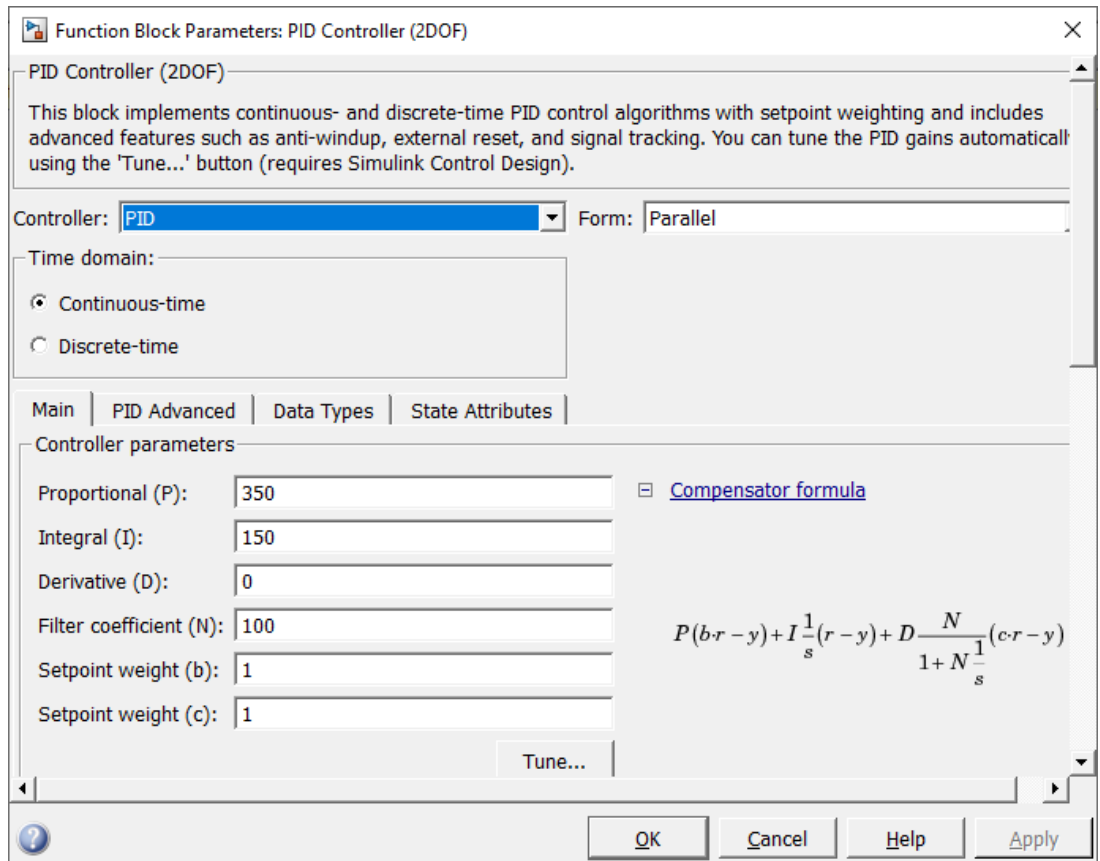 Function Block Parameters: PID Controller (2DOF)
PID Controller (2DOF)
This block implements continuous- and discrete-time PID control algorithms with setpoint weighting and includes
advanced features such as anti-windup, external reset, and signal tracking. You can tune the PID gains automaticall
using the 'Tune...' button (requires Simulink Control Design).
Controller: PID Form: Parallel
Time domain:
Continuous-time
Discrete-time
Main PID Advanced Data Types State Attributes
Controller parameters
Proportional (P): 350 Compensator formula
Integral (I): 150
Derivative (D): 0
Filter coefficient (N): 100
P(b·r − y) + I 1/s (r − y) + D N/(1 + N 1/s) (c·r − y)
Setpoint weight (b): 1
Setpoint weight (c): 1
Tune...
OK Cancel Help Apply